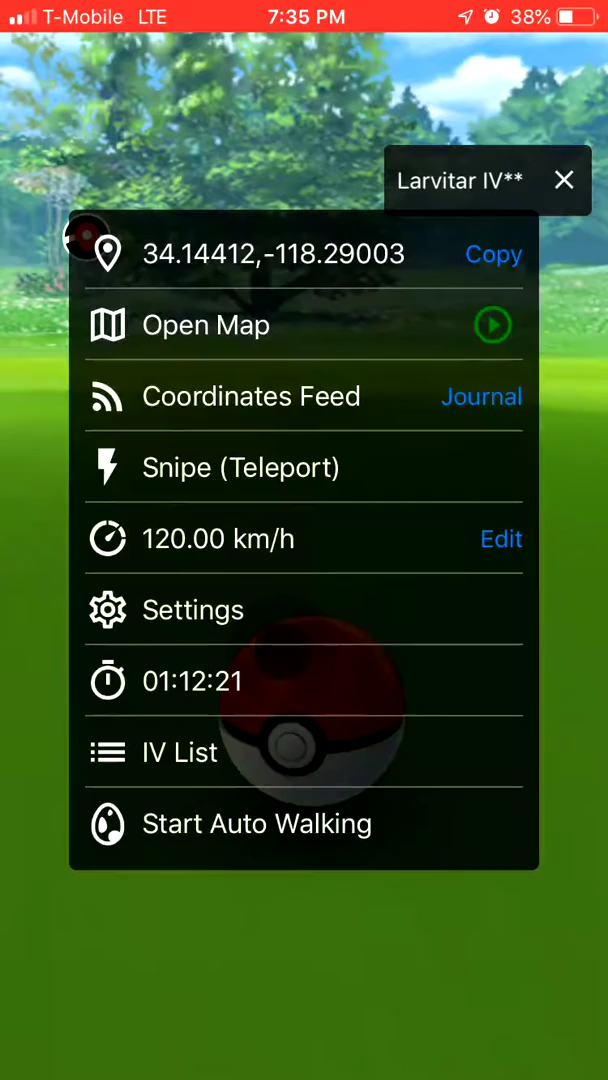 T-Mobile LTE 7:35 PM 38%
Larvitar IV**
34.14412,-118.29003 Copy
Open Map
Coordinates Feed Journal
Snipe (Teleport)
120.00 km/h Edit
Settings
01:12:21
IV List
Start Auto Walking